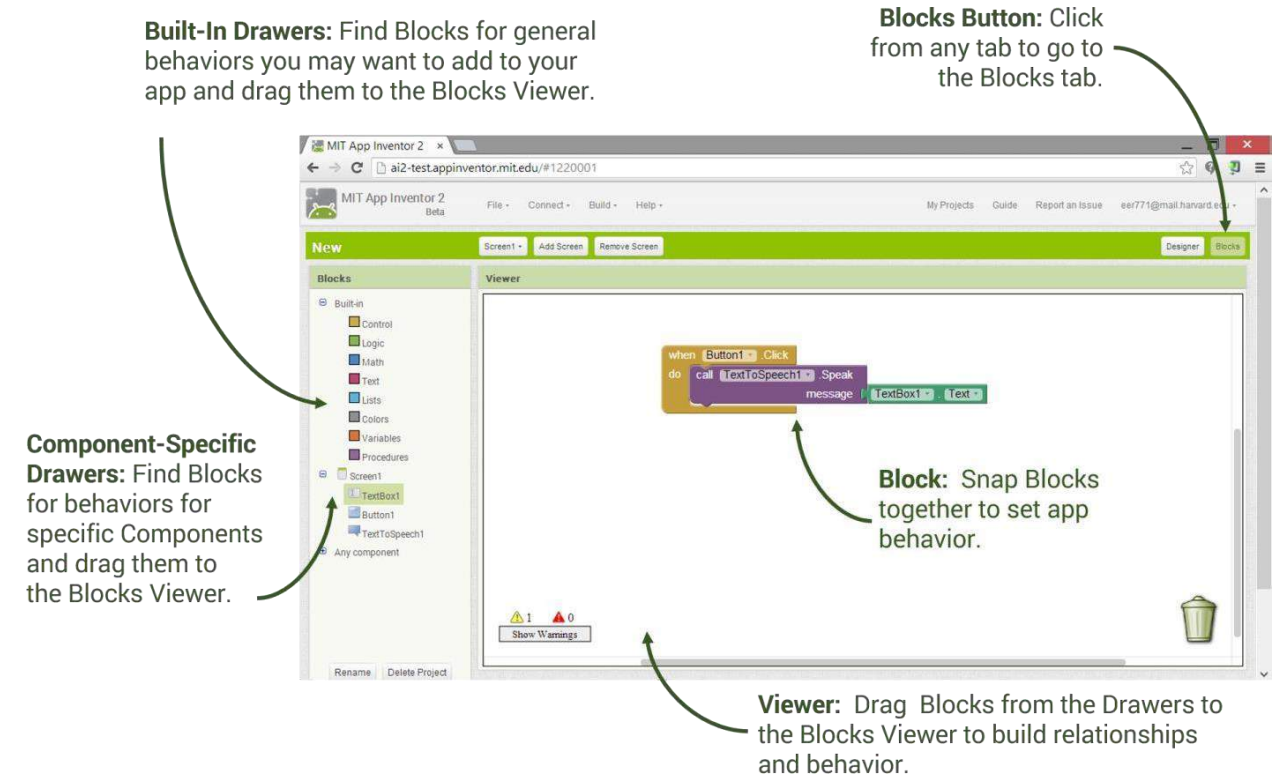 Built-In Drawers: Find Blocks for general
behaviors you may want to add to your
app and drag them to the Blocks Viewer.
Blocks Button: Click
from any tab to go to
the Blocks tab.
MIT App Inventor 2 ×
ai2-test.appinventor.mit.edu/#1220001
MIT App Inventor 2
Beta
File Connect Build Help
My Projects Guide Report an Issue eer771@mail.harvard.edu
New
Screen1 Add Screen Remove Screen
Designer Blocks
Blocks
Viewer
Built-in
Control
Logic
Math
Text
Lists
Colors
Variables
Procedures
Screen1
TextBox1
Button1
TextToSpeech1
Any component
Rename Delete Project
when Button1 .Click
do call TextToSpeech1 .Speak
message TextBox1 . Text
1 0
Show Warnings
Component-Specific
Drawers: Find Blocks
for behaviors for
specific Components
and drag them to
the Blocks Viewer.
Block: Snap Blocks
together to set app
behavior.
Viewer: Drag Blocks from the Drawers to
the Blocks Viewer to build relationships
and behavior.